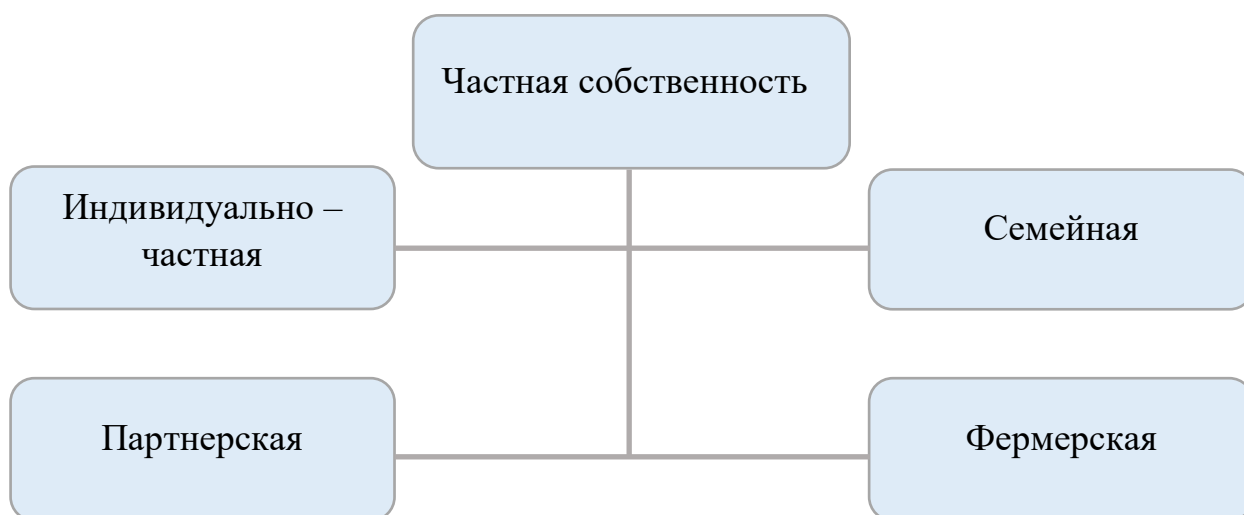 Частная собственность
Индивидуально –
частная
Семейная
Партнерская
Фермерская